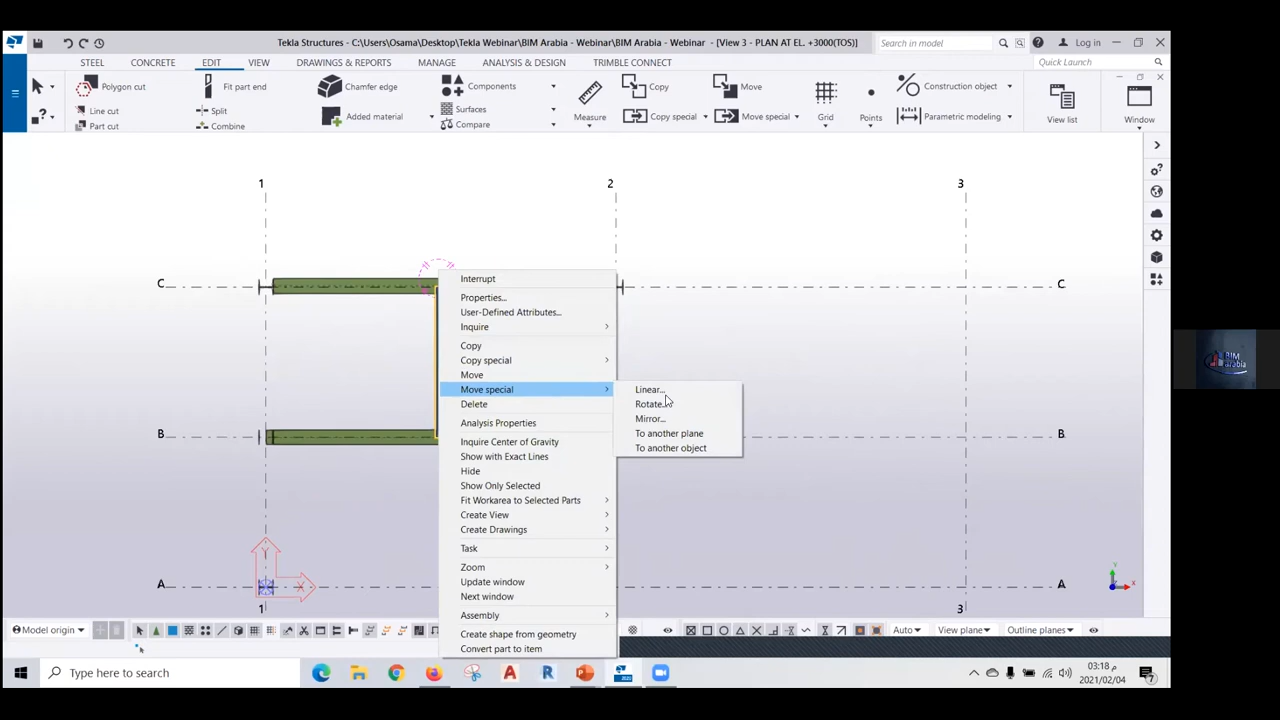 Tekla Structures - C:\Users\Osama\Desktop\Tekla Webinar\BIM Arabia - Webinar\BIM Arabia - Webinar - [View 3 - PLAN AT EL. +3000(TOS)]
Search in model
Log in
STEEL CONCRETE EDIT VIEW DRAWINGS & REPORTS MANAGE ANALYSIS & DESIGN TRIMBLE CONNECT
Quick Launch
Polygon cut
Line cut
Part cut
Fit part end
Split
Combine
Chamfer edge
Added material
Components
Surfaces
Compare
Measure
Copy
Copy special
Move
Move special
Grid
Points
Construction object
Parametric modeling
View list
Window
1 2 3
C C
B B
A A
1 3
Y
X
Interrupt
Properties...
User-Defined Attributes...
Inquire
Copy
Copy special
Move
Move special
Delete
Analysis Properties
Inquire Center of Gravity
Show with Exact Lines
Hide
Show Only Selected
Fit Workarea to Selected Parts
Create View
Create Drawings
Task
Zoom
Update window
Next window
Assembly
Create shape from geometry
Convert part to item
Linear...
Rotate...
Mirror...
To another plane
To another object
BIM
arabia
Model origin
Auto
View plane
Outline planes
Type here to search
03:18 م
2021/02/04
7